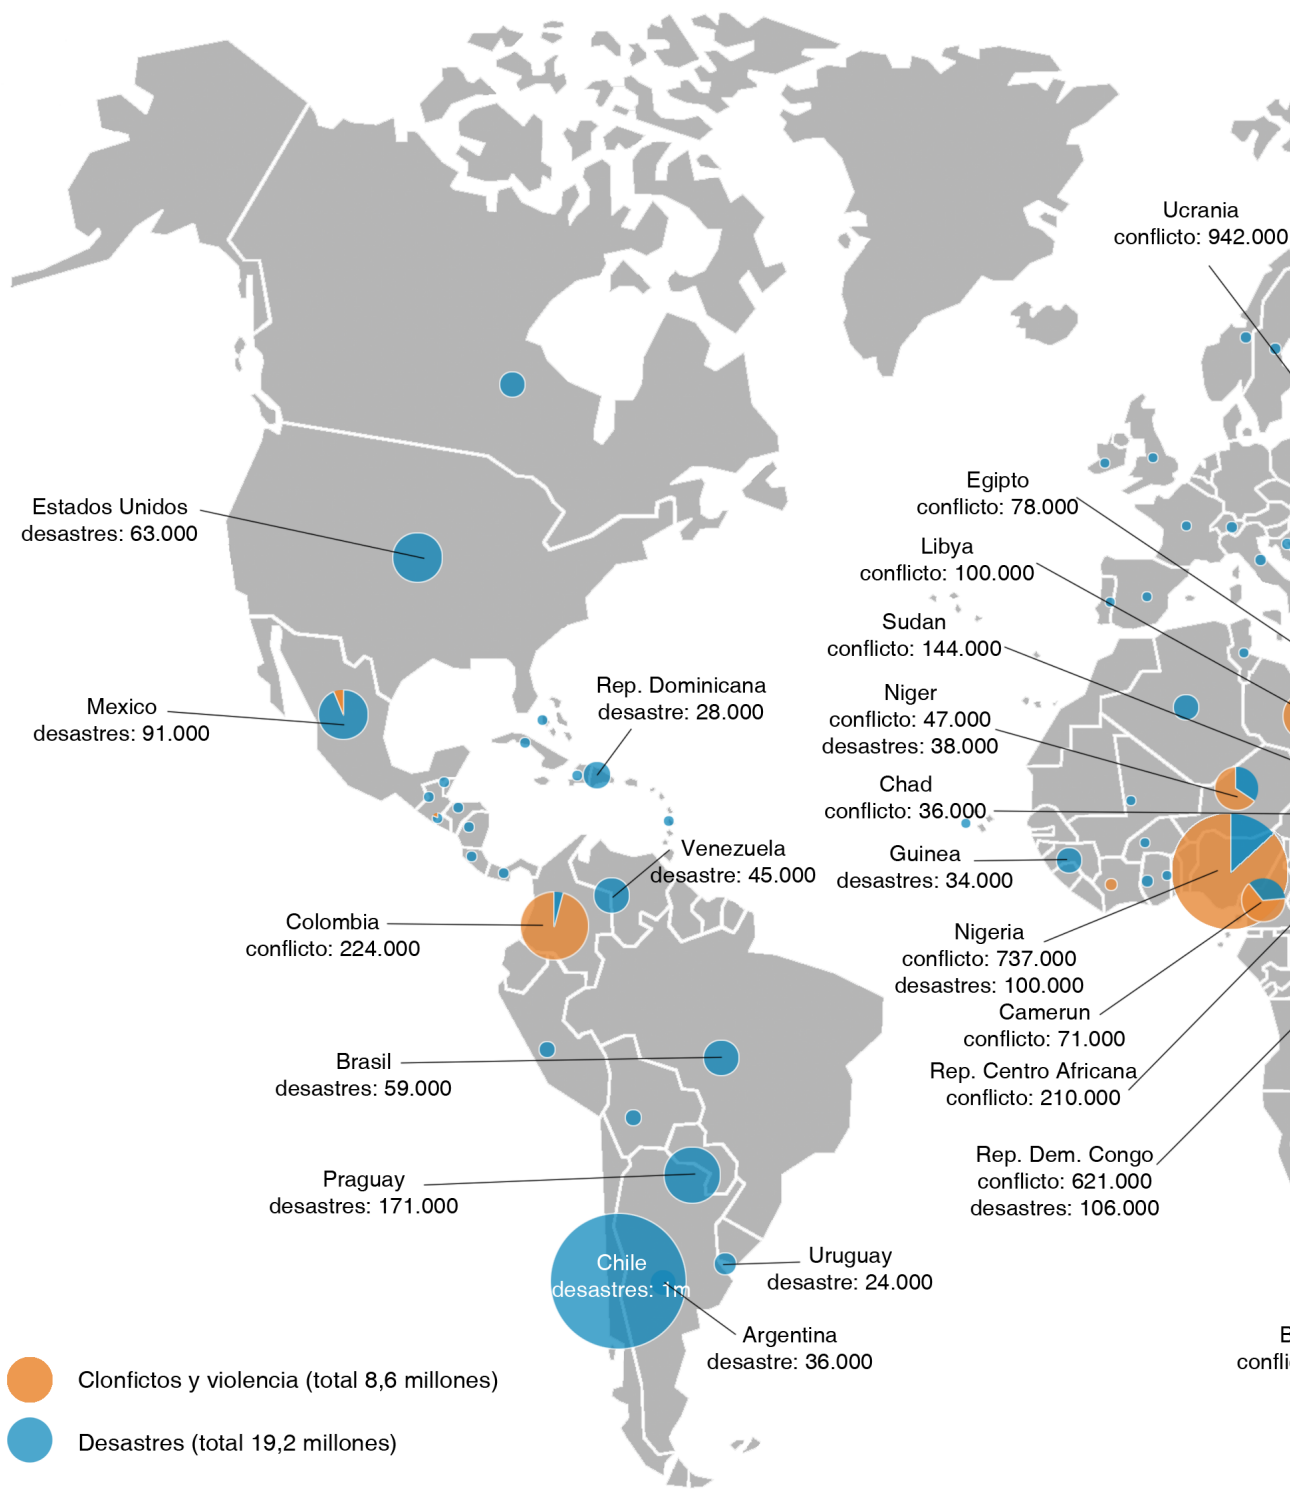 Ucrania
conflicto: 942.000
Egipto
conflicto: 78.000
Estados Unidos
desastres: 63.000
Libya
conflicto: 100.000
Sudan
conflicto: 144.000
Rep. Dominicana
desastre: 28.000
Niger
conflicto: 47.000
desastres: 38.000
Mexico
desastres: 91.000
Chad
conflicto: 36.000
Venezuela
desastre: 45.000
Guinea
desastres: 34.000
Colombia
conflicto: 224.000
Nigeria
conflicto: 737.000
desastres: 100.000
Camerun
conflicto: 71.000
Brasil
desastres: 59.000
Rep. Centro Africana
conflicto: 210.000
Rep. Dem. Congo
conflicto: 621.000
desastres: 106.000
Praguay
desastres: 171.000
Chile
desastres: 1m
Uruguay
desastre: 24.000
Argentina
desastre: 36.000
B
confli
Clonfictos y violencia (total 8,6 millones)
Desastres (total 19,2 millones)